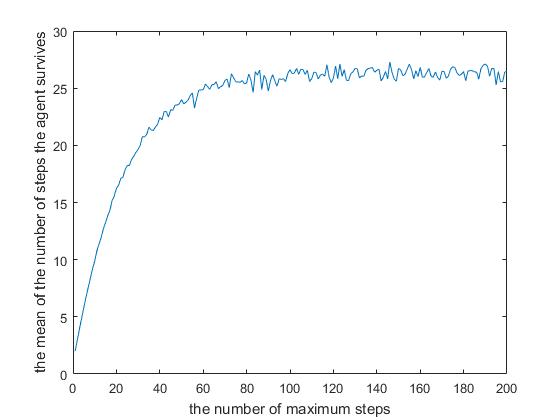 30
25
20
15
10
5
0
the mean of the number of steps the agent survives
0 20 40 60 80 100 120 140 160 180 200
the number of maximum steps